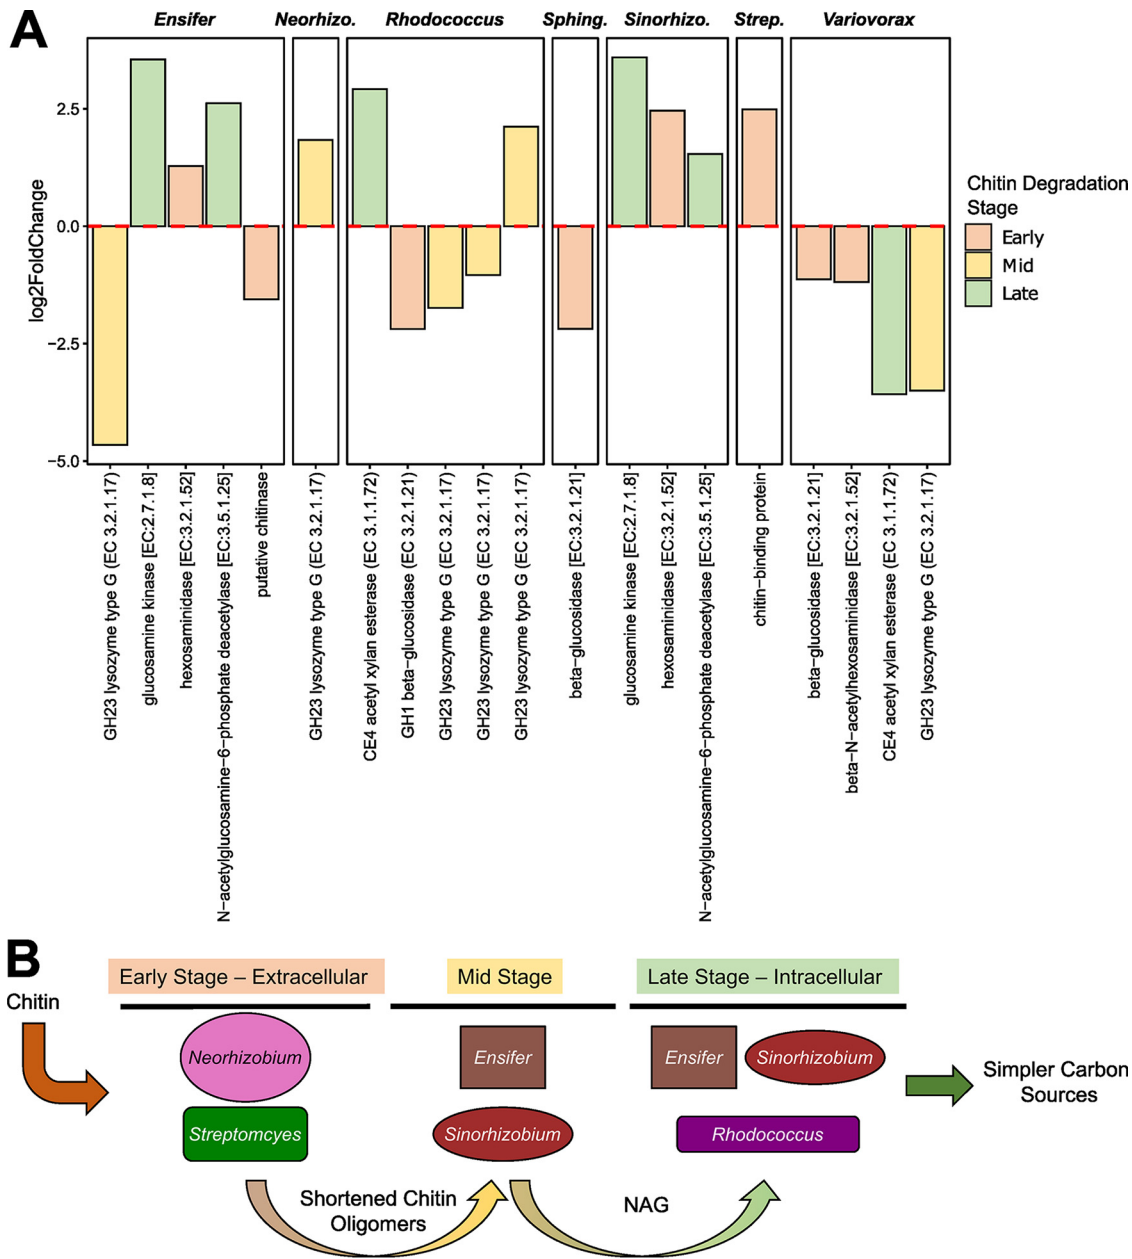 A
Ensifer
Neorhizo.
Rhodococcus
Sphing.
Sinorhizo.
Strep.
Variovorax
log2FoldChange
2.5
0.0
−2.5
−5.0
GH23 lysozyme type G (EC 3.2.1.17)
glucosamine kinase [EC:2.7.1.8]
hexosaminidase [EC:3.2.1.52]
N−acetylglucosamine−6−phosphate deacetylase [EC:3.5.1.25]
putative chitinase
GH23 lysozyme type G (EC 3.2.1.17)
CE4 acetyl xylan esterase (EC 3.1.1.72)
GH1 beta−glucosidase (EC 3.2.1.21)
GH23 lysozyme type G (EC 3.2.1.17)
GH23 lysozyme type G (EC 3.2.1.17)
GH23 lysozyme type G (EC 3.2.1.17)
beta−glucosidase [EC:3.2.1.21]
glucosamine kinase [EC:2.7.1.8]
hexosaminidase [EC:3.2.1.52]
N−acetylglucosamine−6−phosphate deacetylase [EC:3.5.1.25]
chitin−binding protein
beta−glucosidase [EC:3.2.1.21]
beta−N−acetylhexosaminidase [EC:3.2.1.52]
CE4 acetyl xylan esterase (EC 3.1.1.72)
GH23 lysozyme type G (EC 3.2.1.17)
Chitin Degradation
Stage
Early
Mid
Late
B
Early Stage – Extracellular
Mid Stage
Late Stage – Intracellular
Chitin
Neorhizobium
Streptomcyes
Ensifer
Sinorhizobium
Ensifer
Sinorhizobium
Rhodococcus
Simpler Carbon
Sources
Shortened Chitin
Oligomers
NAG